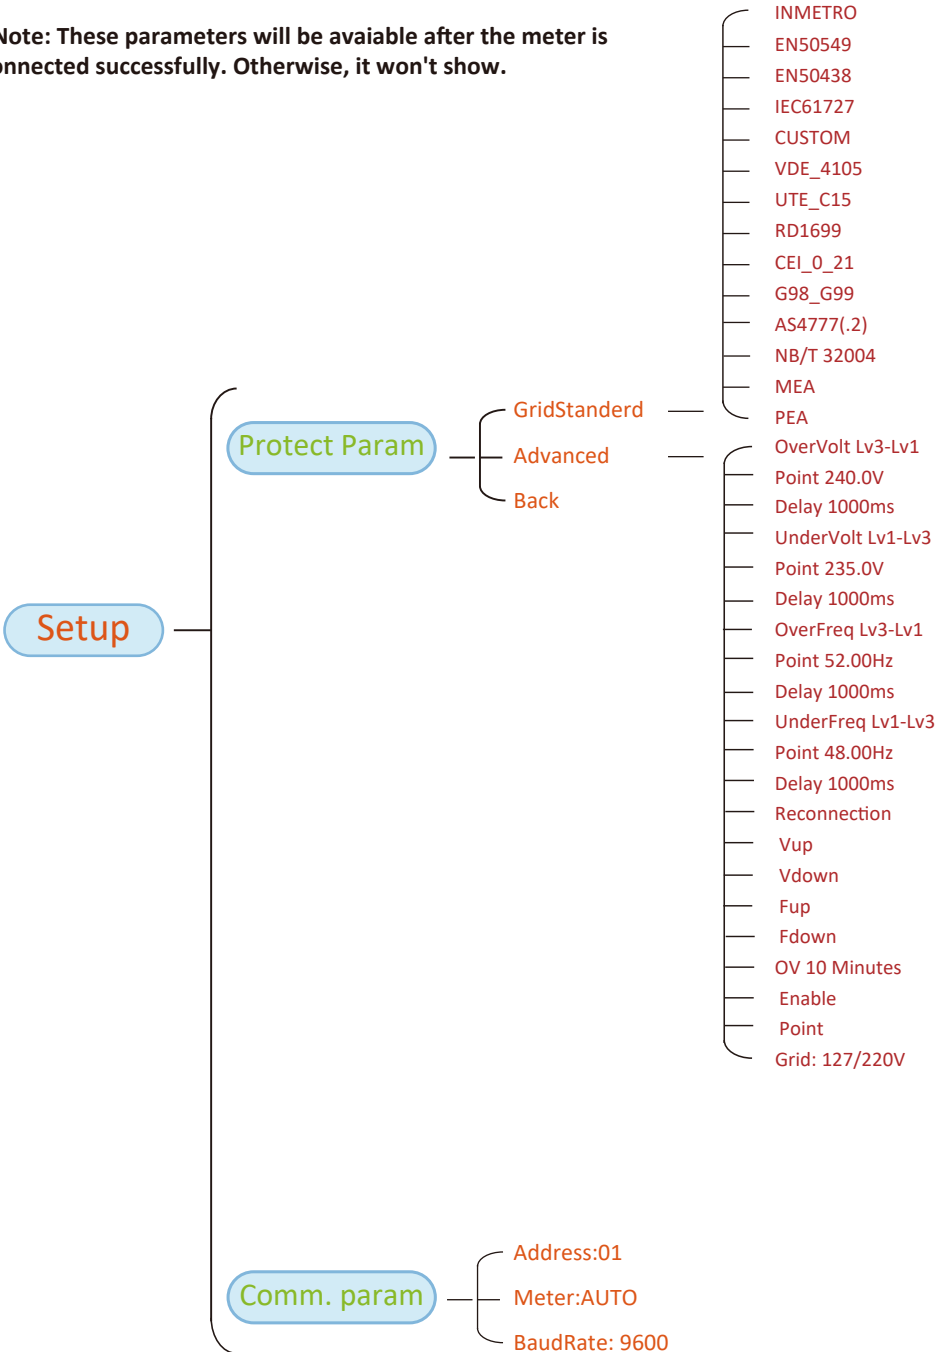 Note: These parameters will be avaiable after the meter is
onnected successfully. Otherwise, it won't show.
INMETRO
EN50549
EN50438
IEC61727
CUSTOM
VDE_4105
UTE_C15
RD1699
CEI_0_21
G98_G99
AS4777(.2)
NB/T 32004
MEA
PEA
Setup
Protect Param
GridStanderd
Advanced
Back
OverVolt Lv3-Lv1
Point 240.0V
Delay 1000ms
UnderVolt Lv1-Lv3
Point 235.0V
Delay 1000ms
OverFreq Lv3-Lv1
Point 52.00Hz
Delay 1000ms
UnderFreq Lv1-Lv3
Point 48.00Hz
Delay 1000ms
Reconnection
Vup
Vdown
Fup
Fdown
OV 10 Minutes
Enable
Point
Grid: 127/220V
Comm. param
Address:01
Meter:AUTO
BaudRate: 9600